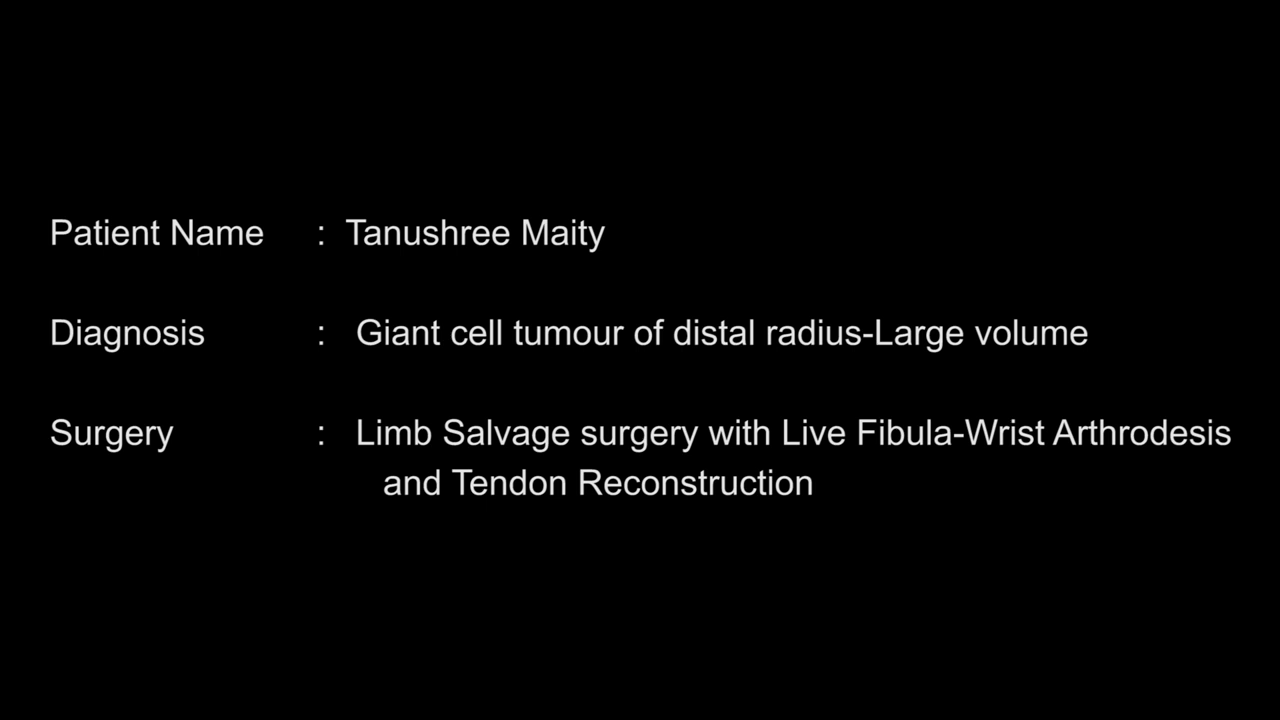 Patient Name : Tanushree Maity
Diagnosis : Giant cell tumour of distal radius-Large volume
Surgery : Limb Salvage surgery with Live Fibula-Wrist Arthrodesis
and Tendon Reconstruction